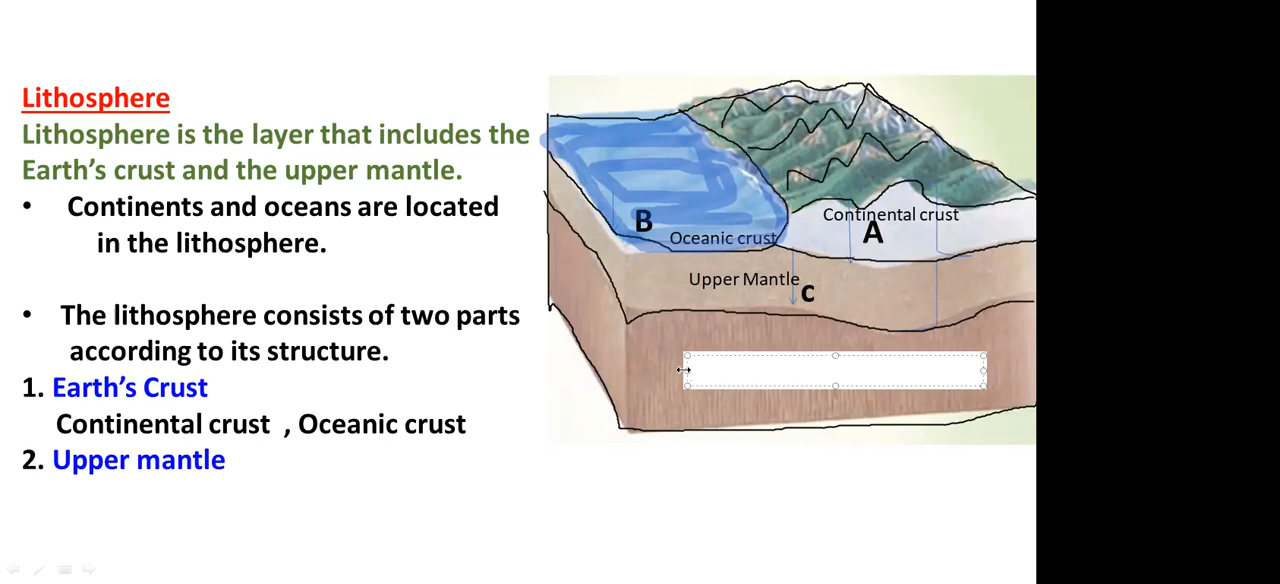 Lithosphere
Lithosphere is the layer that includes the
Earth’s crust and the upper mantle.
• Continents and oceans are located
in the lithosphere.
• The lithosphere consists of two parts
according to its structure.
1. Earth’s Crust
Continental crust , Oceanic crust
2. Upper mantle
Continental crust
A
B
Oceanic crust
Upper Mantle
c